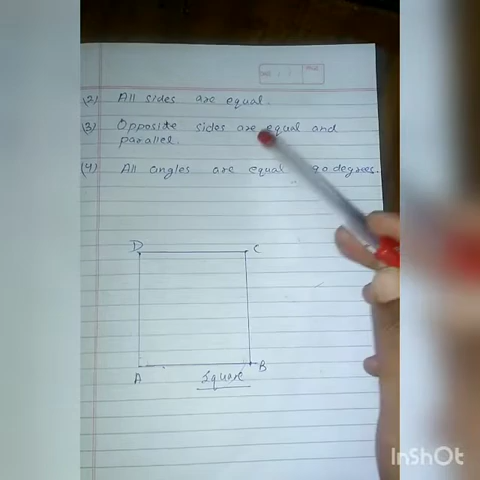 (2) All sides are equal.
(3) Opposite sides are equal and
parallel.
(4) All angles are equal 90 degrees.
D C
A B
Square
InShOt